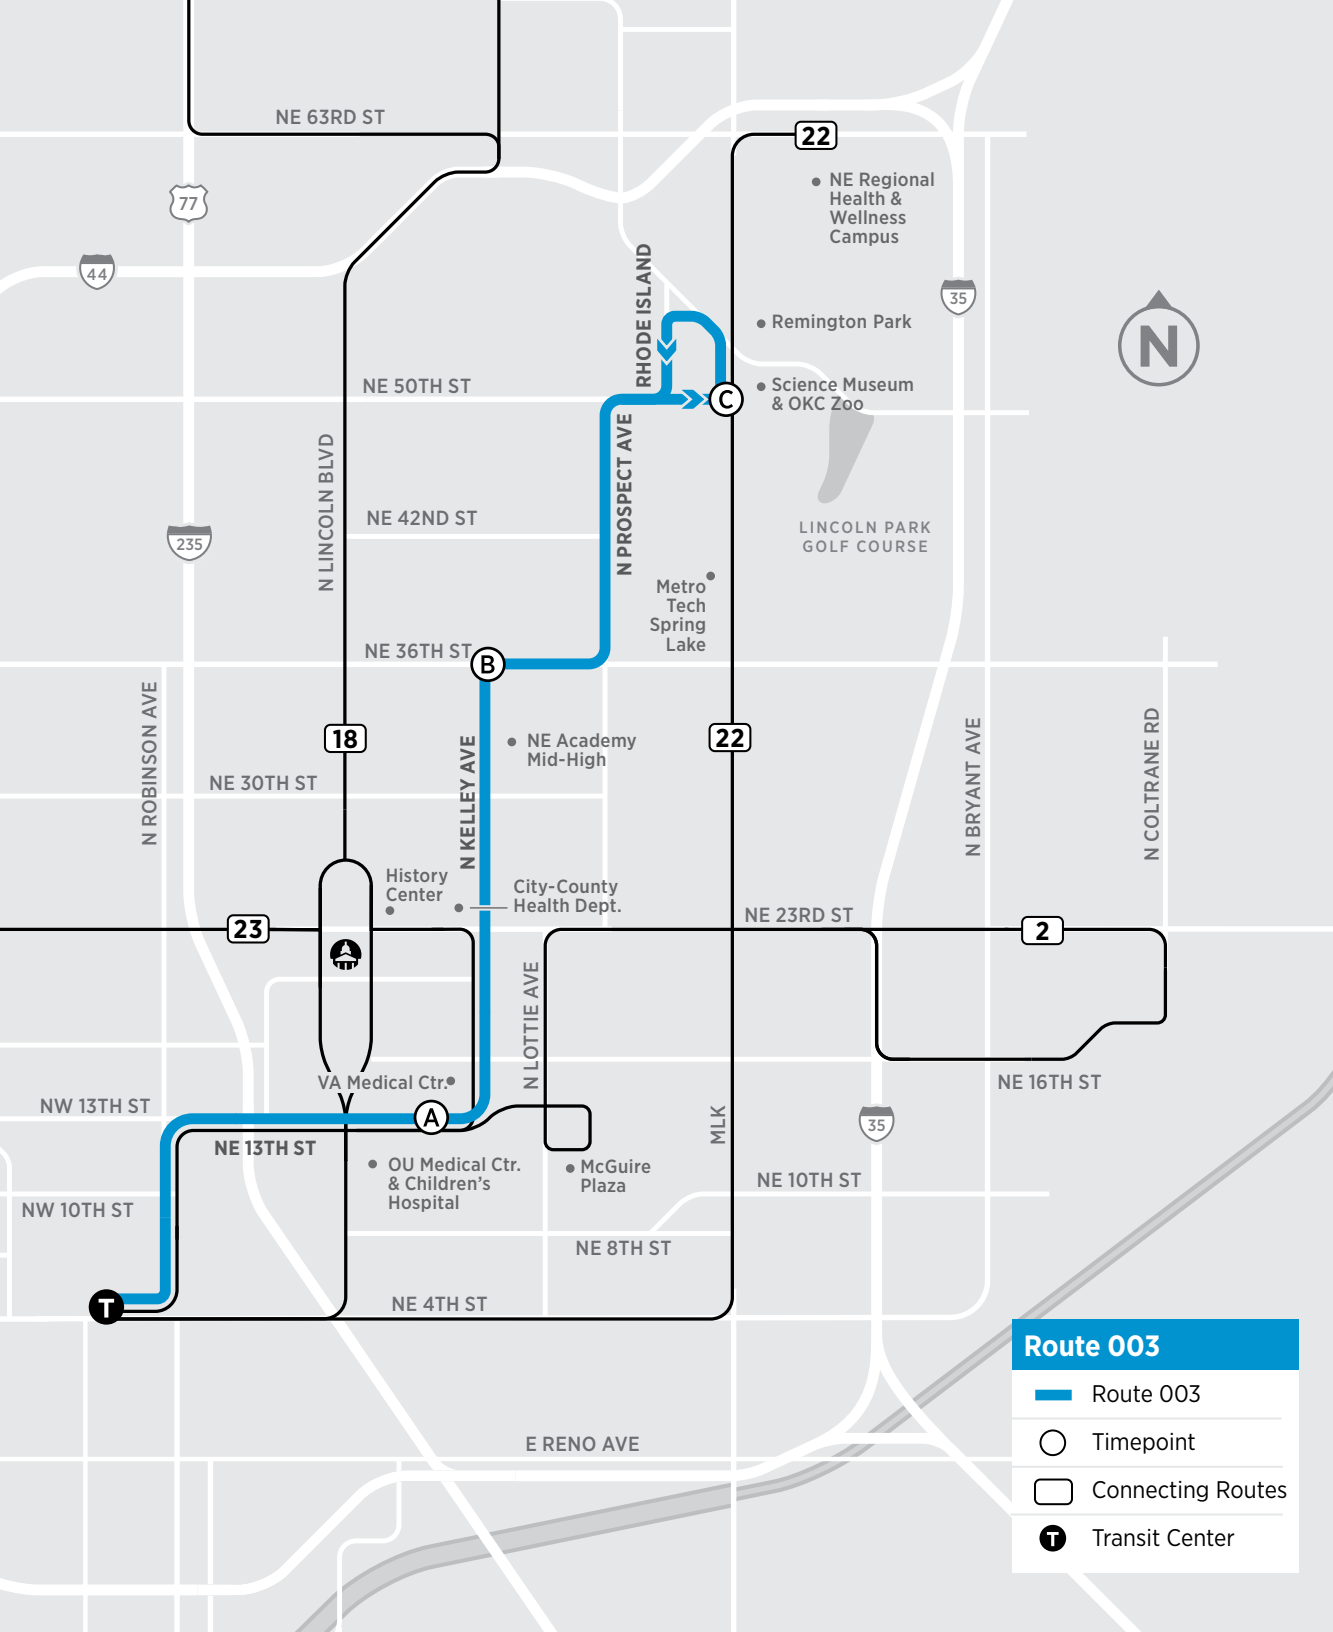 NE 63RD ST
22
NE Regional
Health &
Wellness
Campus
77
44
35
N
RHODE ISLAND
Remington Park
NE 50TH ST
Science Museum
& OKC Zoo
C
N LINCOLN BLVD
N PROSPECT AVE
NE 42ND ST
LINCOLN PARK
GOLF COURSE
235
Metro
Tech
Spring
Lake
NE 36TH ST
B
N ROBINSON AVE
18
N KELLEY AVE
NE Academy
Mid-High
22
N BRYANT AVE
N COLTRANE RD
NE 30TH ST
History
Center
City-County
Health Dept.
23
NE 23RD ST
2
N LOTTIE AVE
VA Medical Ctr.
NE 16TH ST
NW 13TH ST
A
MLK
35
NE 13TH ST
OU Medical Ctr.
& Children's
Hospital
McGuire
Plaza
NE 10TH ST
NW 10TH ST
NE 8TH ST
T
NE 4TH ST
Route 003
Route 003
Timepoint
Connecting Routes
T
Transit Center
E RENO AVE